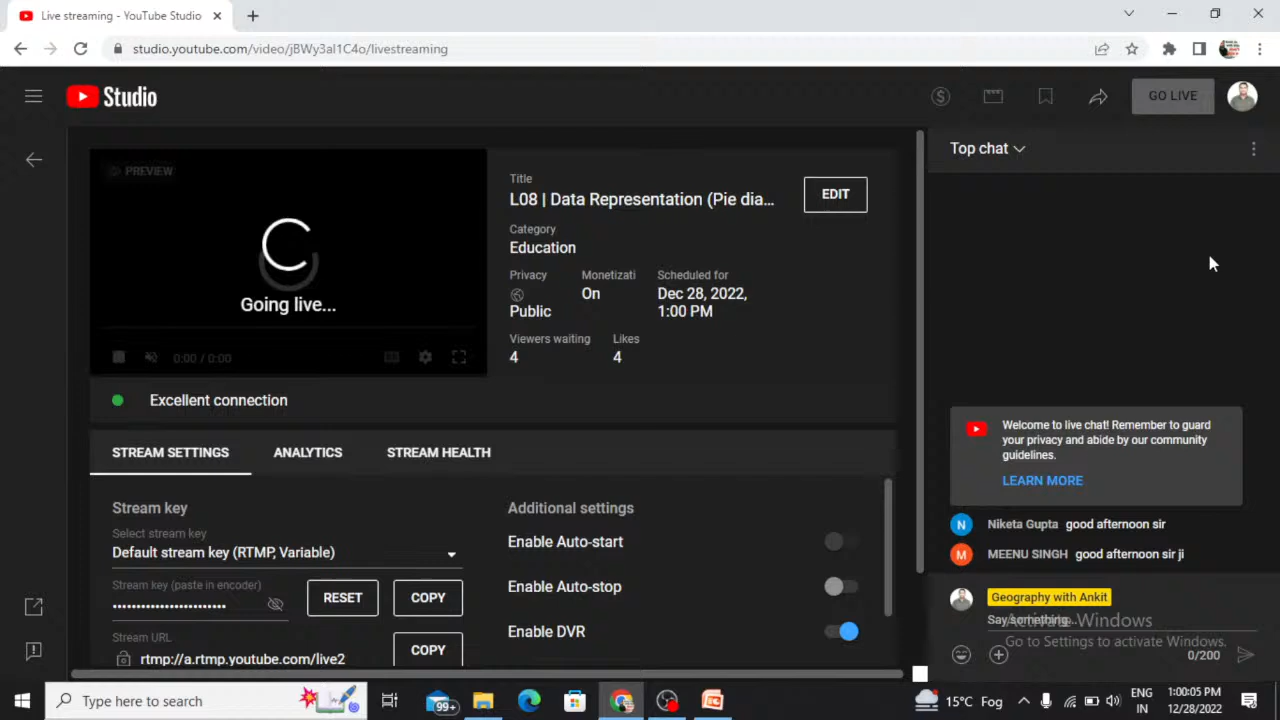 Live streaming - YouTube Studio
studio.youtube.com/video/jBWy3al1C4o/livestreaming
Studio
GO LIVE
PREVIEW
Going live...
0:00 / 0:00
Excellent connection
Title
L08 | Data Representation (Pie dia...
EDIT
Category
Education
Privacy
Monetizati
Scheduled for
Public
On
Dec 28, 2022,
1:00 PM
Viewers waiting
Likes
4
4
STREAM SETTINGS
ANALYTICS
STREAM HEALTH
Stream key
Select stream key
Default stream key (RTMP, Variable)
Stream key (paste in encoder)
RESET
COPY
Stream URL
rtmp://a.rtmp.youtube.com/live2
COPY
Additional settings
Enable Auto-start
Enable Auto-stop
Enable DVR
Top chat
Welcome to live chat! Remember to guard
your privacy and abide by our community
guidelines.
LEARN MORE
N
Niketa Gupta good afternoon sir
M
MEENU SINGH good afternoon sir ji
Geography with Ankit
Say something...
Activate Windows
Go to Settings to activate Windows.
0/200
Type here to search
99+
15°C Fog
ENG
IN
1:00:05 PM
12/28/2022